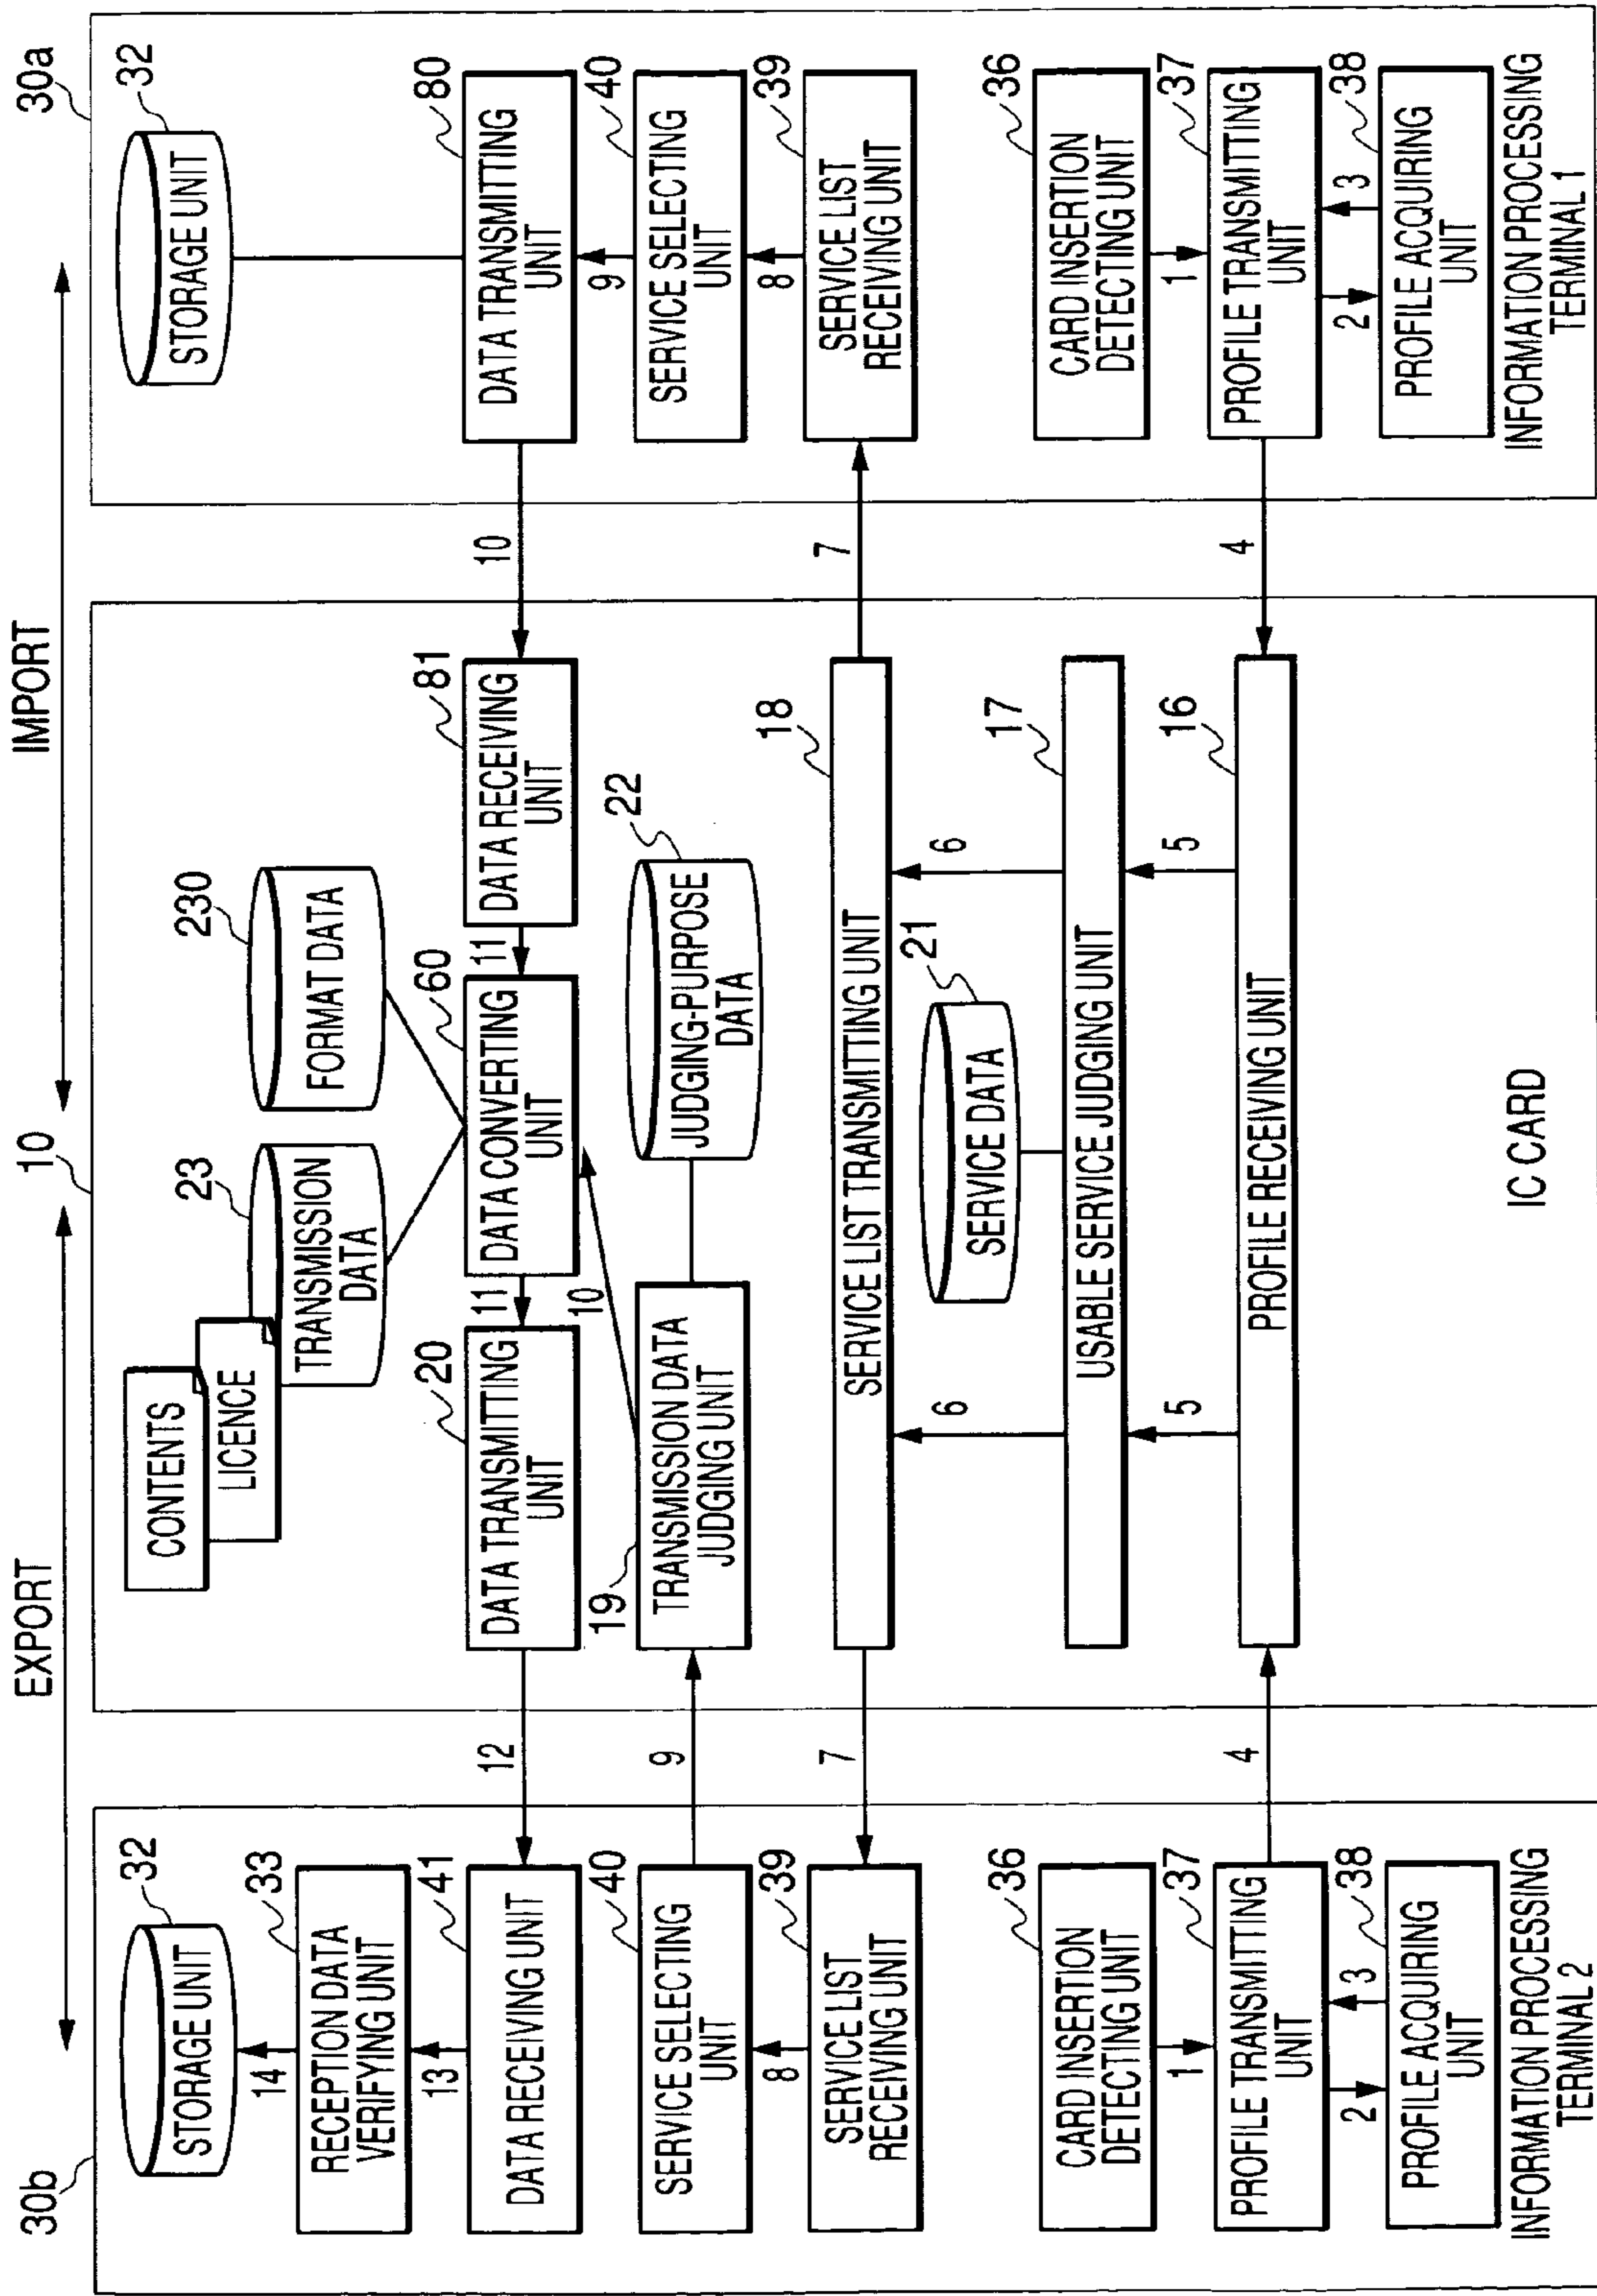 EXPORT
IMPORT
10
30b
STORAGE UNIT
32
14
RECEPTION DATA
VERIFYING UNIT
33
13
DATA RECEIVING UNIT
41
SERVICE SELECTING
UNIT
40
8
SERVICE LIST
RECEIVING UNIT
39
CARD INSERTION
DETECTING UNIT
36
1
PROFILE TRANSMITTING
UNIT
37
2
3
PROFILE ACQUIRING
UNIT
38
INFORMATION PROCESSING
TERMINAL 2
12
9
7
4
CONTENTS
LICENCE
TRANSMISSION
DATA
23
FORMAT DATA
230
DATA TRANSMITTING
UNIT
20
11
DATA CONVERTING
UNIT
60
11
DATA RECEIVING
UNIT
81
10
19
TRANSMISSION DATA
JUDGING UNIT
JUDGING-PURPOSE
DATA
22
SERVICE LIST TRANSMITTING UNIT
18
6
6
SERVICE DATA
21
USABLE SERVICE JUDGING UNIT
17
5
5
PROFILE RECEIVING UNIT
16
IC CARD
10
7
4
30a
STORAGE UNIT
32
DATA TRANSMITTING
UNIT
80
9
SERVICE SELECTING
UNIT
40
8
SERVICE LIST
RECEIVING UNIT
39
CARD INSERTION
DETECTING UNIT
36
1
PROFILE TRANSMITTING
UNIT
37
2
3
PROFILE ACQUIRING
UNIT
38
INFORMATION PROCESSING
TERMINAL 1